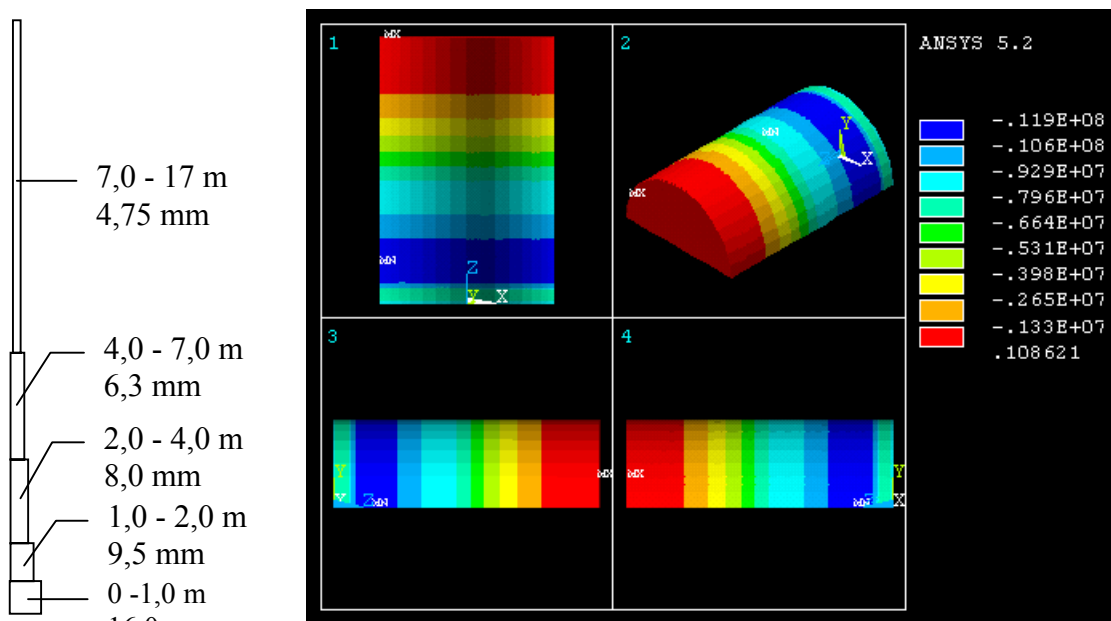 7,0 - 17 m
4,75 mm
4,0 - 7,0 m
6,3 mm
2,0 - 4,0 m
8,0 mm
1,0 - 2,0 m
9,5 mm
0 -1,0 m
1
MX
MN
Z
Y
X
2
MX
MN
Y
Z
X
3
MX
Y
X
Z
MN
4
MX
Y
Z
X
MN
ANSYS 5.2
-.119E+08
-.106E+08
-.929E+07
-.796E+07
-.664E+07
-.531E+07
-.398E+07
-.265E+07
-.133E+07
.108621